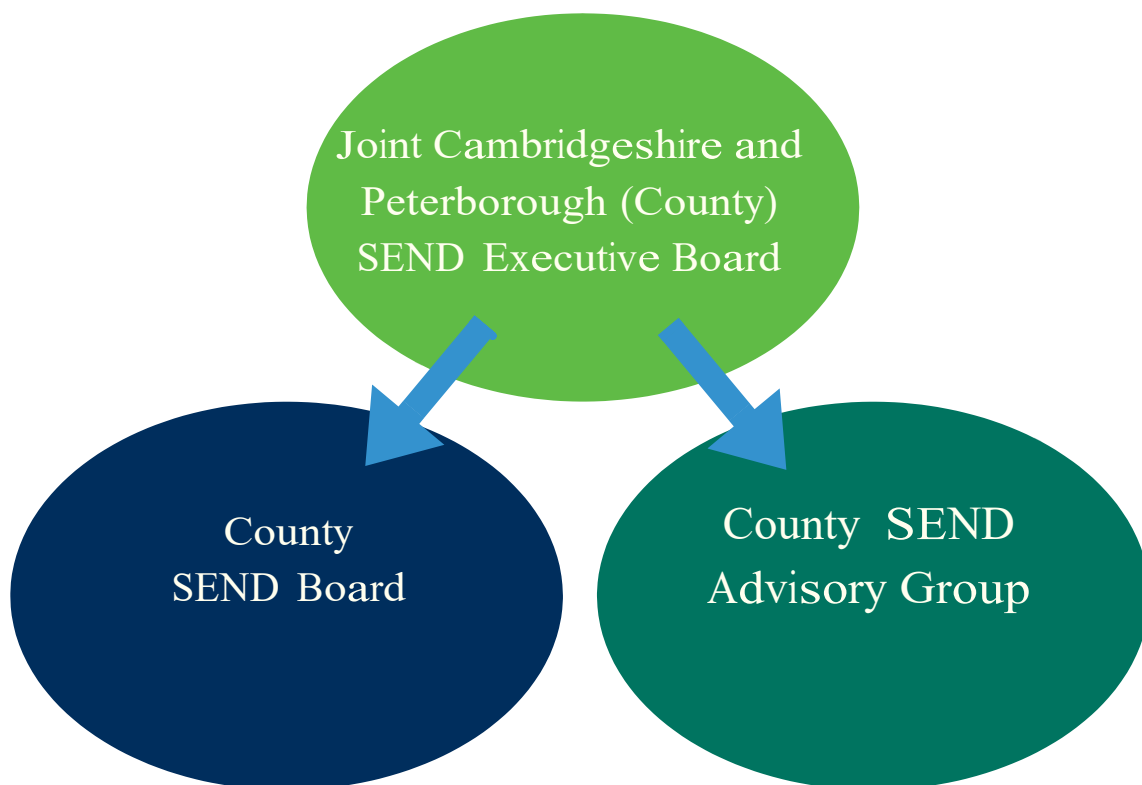 Joint Cambridgeshire and
Peterborough (County)
SEND Executive Board
County
SEND Board
County SEND
Advisory Group